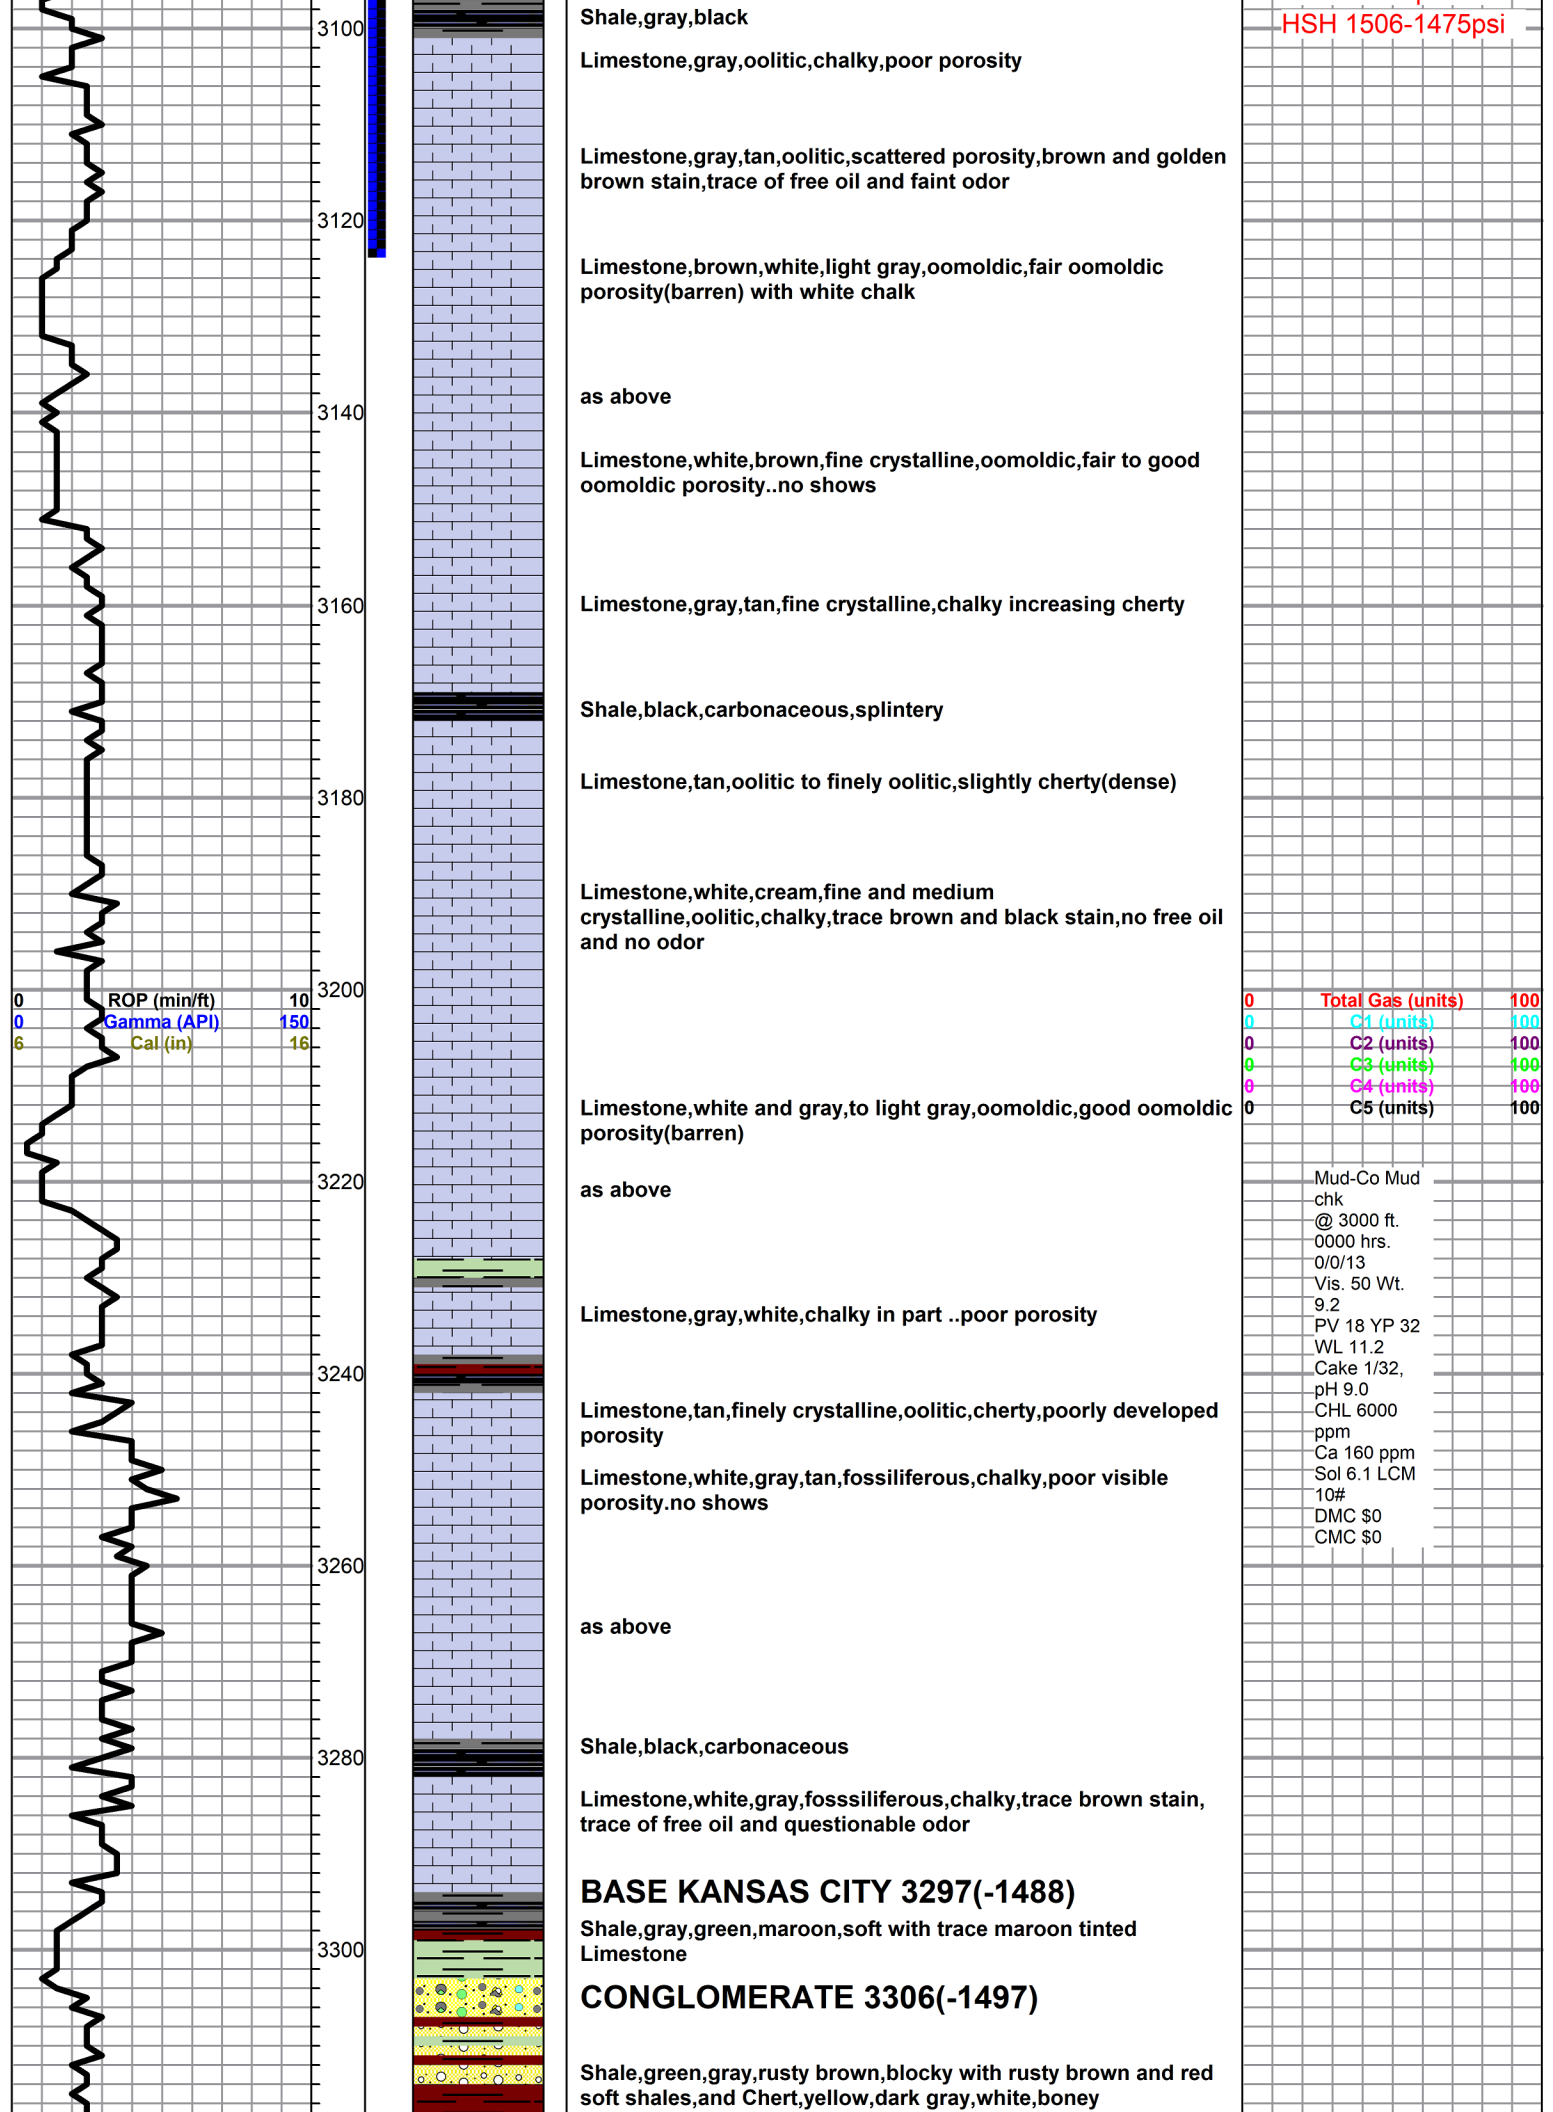 Shale,gray,black
HSH 1506-1475psi
3100
Limestone,gray,oolitic,chalky,poor porosity
Limestone,gray,tan,oolitic,scattered porosity,brown and golden
brown stain,trace of free oil and faint odor
3120
Limestone,brown,white,light gray,oomoldic,fair oomoldic
porosity(barren) with white chalk
as above
3140
Limestone,white,brown,fine crystalline,oomoldic,fair to good
oomoldic porosity..no shows
3160
Limestone,gray,tan,fine crystalline,chalky increasing cherty
Shale,black,carbonaceous,splintery
Limestone,tan,oolitic to finely oolitic,slightly cherty(dense)
3180
Limestone,white,cream,fine and medium
crystalline,oolitic,chalky,trace brown and black stain,no free oil
and no odor
3200
0 ROP (min/ft) 10
0 Gamma (API) 150
6 Cal (in) 16
0 Total Gas (units) 100
0 C1 (units) 100
0 C2 (units) 100
0 C3 (units) 100
0 C4 (units) 100
0 C5 (units) 100
Limestone,white and gray,to light gray,oomoldic,good oomoldic
porosity(barren)
3220
as above
Mud-Co Mud
chk
@ 3000 ft.
0000 hrs.
0/0/13
Vis. 50 Wt.
9.2
PV 18 YP 32
WL 11.2
Cake 1/32,
pH 9.0
CHL 6000
ppm
Ca 160 ppm
Sol 6.1 LCM
10#
DMC $0
CMC $0
Limestone,gray,white,chalky in part ..poor porosity
3240
Limestone,tan,finely crystalline,oolitic,cherty,poorly developed
porosity
Limestone,white,gray,tan,fossiliferous,chalky,poor visible
porosity.no shows
3260
as above
Shale,black,carbonaceous
3280
Limestone,white,gray,fosssiliferous,chalky,trace brown stain,
trace of free oil and questionable odor
BASE KANSAS CITY 3297(-1488)
Shale,gray,green,maroon,soft with trace maroon tinted
Limestone
3300
CONGLOMERATE 3306(-1497)
Shale,green,gray,rusty brown,blocky with rusty brown and red
soft shales,and Chert,yellow,dark gray,white,boney